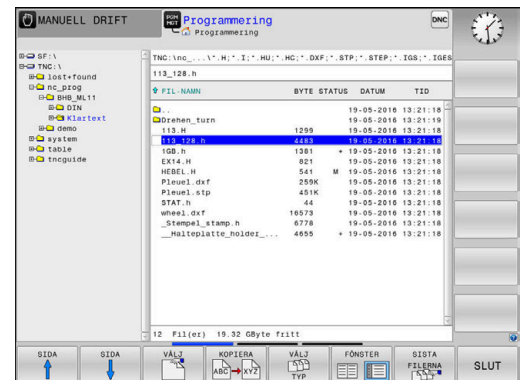 MANUELL DRIFT
PGM
MGT
Programmering
Programmering
DNC
SF:\
TNC:\
lost+found
nc_prog
BHB_ML11
DIN
Klartext
demo
system
table
tncguide
TNC:\nc_...\*.H;*.I;*.HU;*.HC;*.DXF;*.STP;*.STEP;*.IGS;*.IGES
113_128.h
FIL-NAMN BYTE STATUS DATUM TID
.. 19-05-2016 13:21:18
Drehen_turn 19-05-2016 13:21:19
113.H 1299 19-05-2016 13:21:18
113_128.h 4483 19-05-2016 13:21:18
1GB.h 1381 + 19-05-2016 13:21:18
EX14.H 821 19-05-2016 13:21:18
HEBEL.H 541 M 19-05-2016 13:21:18
Pleuel.dxf 259K 19-05-2016 13:21:18
Pleuel.stp 451K 19-05-2016 13:21:18
STAT.h 44 19-05-2016 13:21:18
wheel.dxf 16573 19-05-2016 13:21:18
_Stempel_stamp.h 6778 19-05-2016 13:21:18
__Halteplatte_holder_... 4655 + 19-05-2016 13:21:18
12 Fil(er) 19.32 GByte fritt
SIDA
SIDA
VÄLJ
KOPIERA
ABC XYZ
VÄLJ
TYP
FÖNSTER
SISTA
FILERNA
SLUT